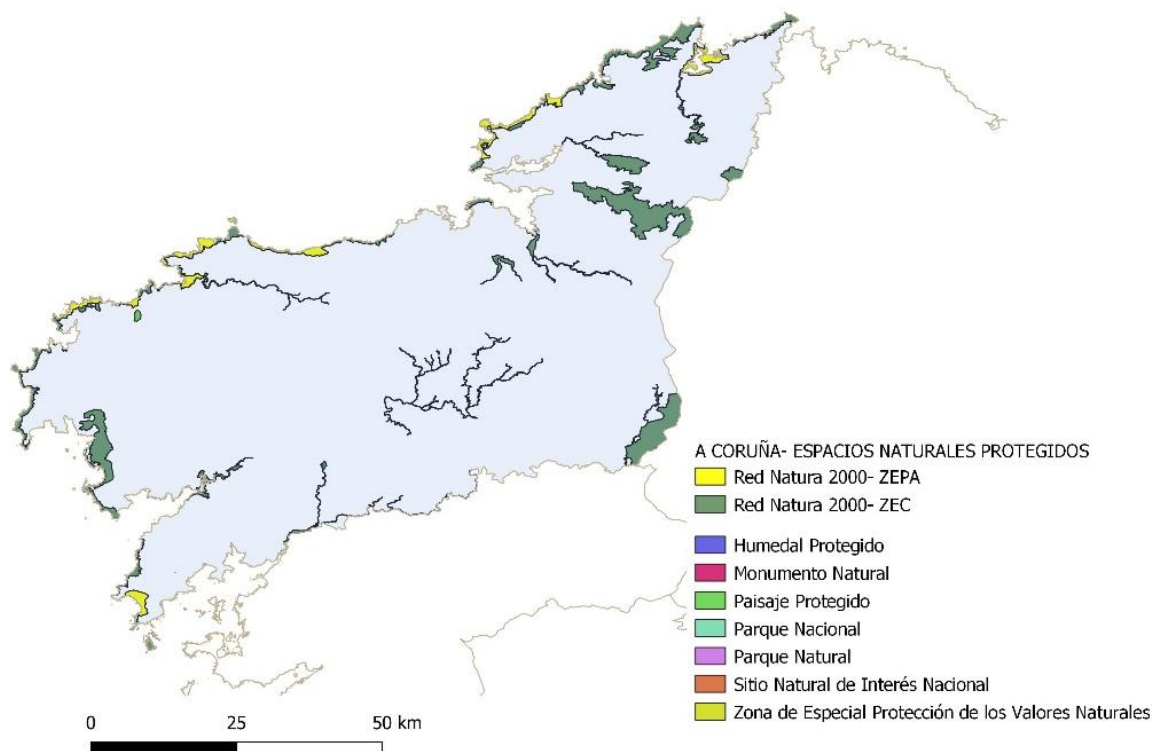 A CORUÑA- ESPACIOS NATURALES PROTEGIDOS
Red Natura 2000- ZEPA
Red Natura 2000- ZEC
Humedal Protegido
Monumento Natural
Paisaje Protegido
Parque Nacional
Parque Natural
Sitio Natural de Interés Nacional
Zona de Especial Protección de los Valores Naturales
0 25 50 km